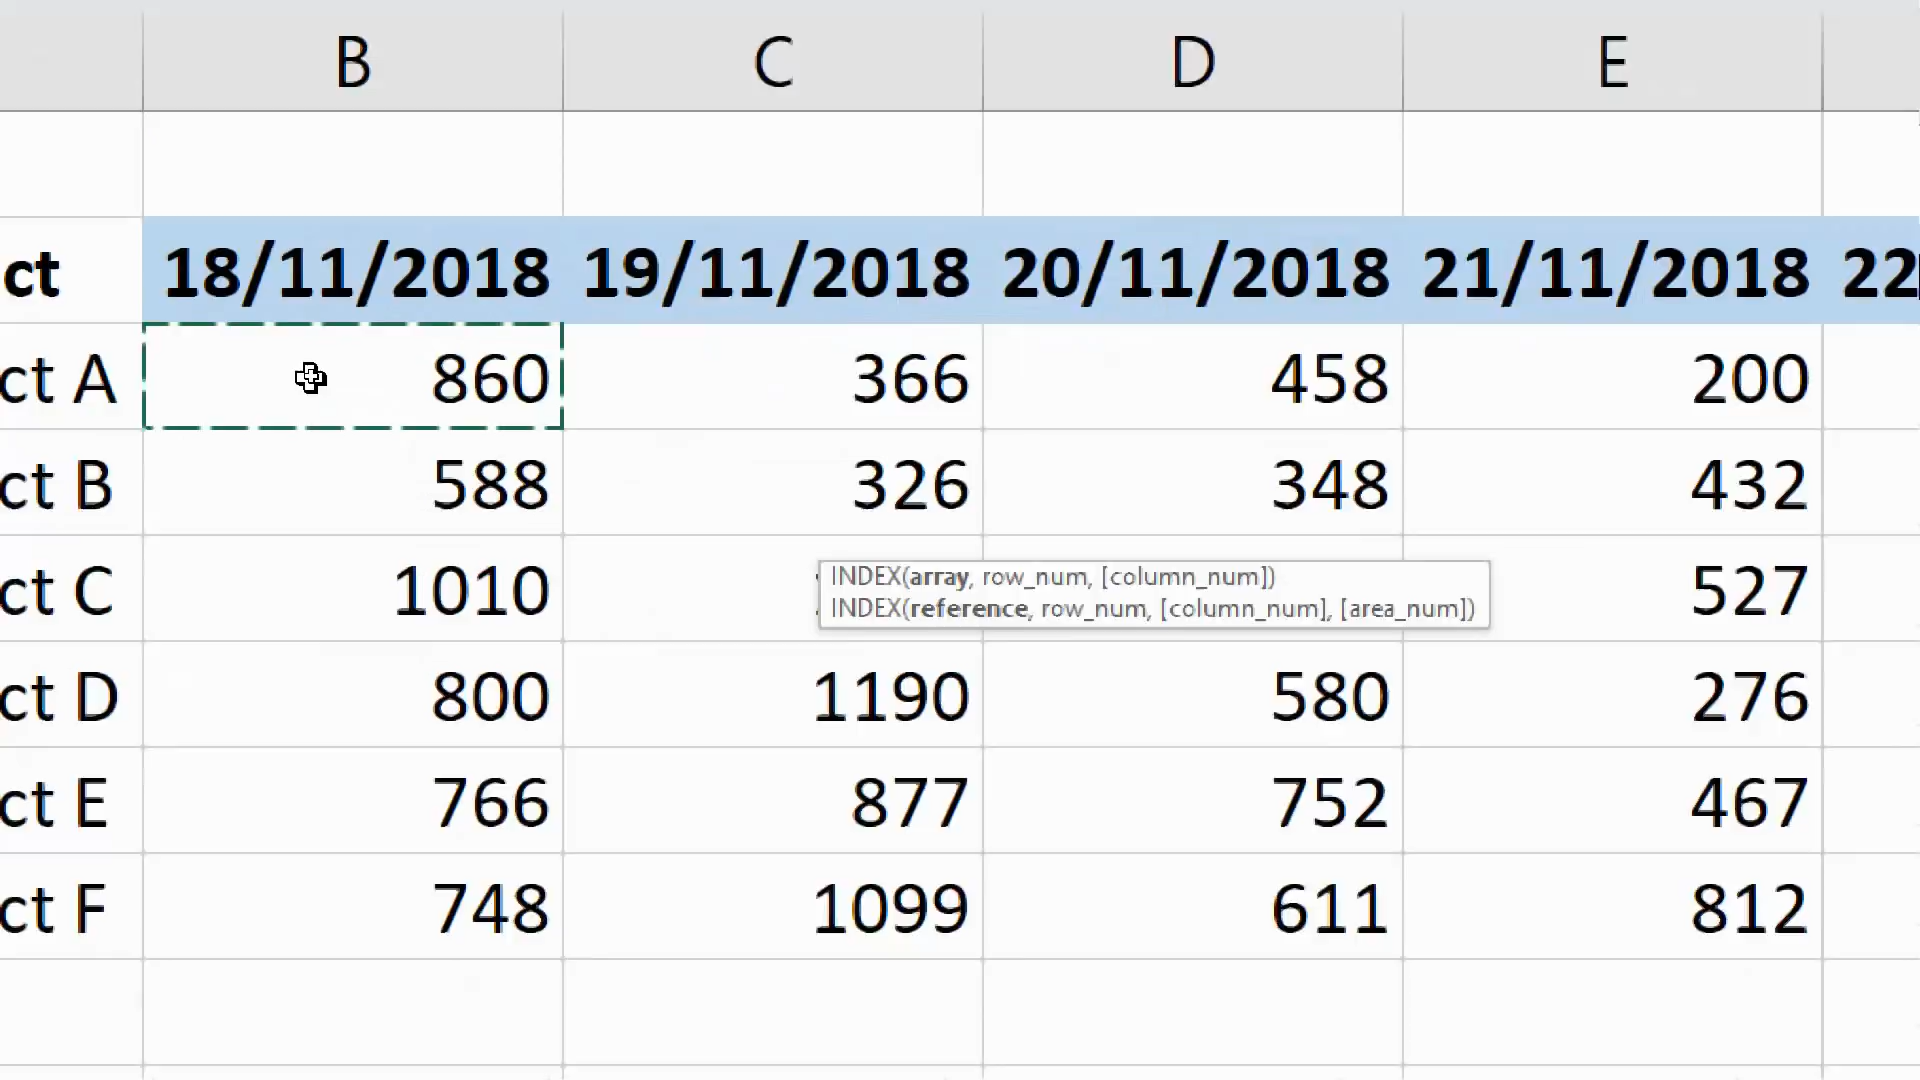 B C D E
ct 18/11/2018 19/11/2018 20/11/2018 21/11/2018 22
ct A 860 366 458 200
ct B 588 326 348 432
INDEX(array, row_num, [column_num])
ct C 1010 527
INDEX(reference, row_num, [column_num], [area_num])
ct D 800 1190 580 276
ct E 766 877 752 467
ct F 748 1099 611 812